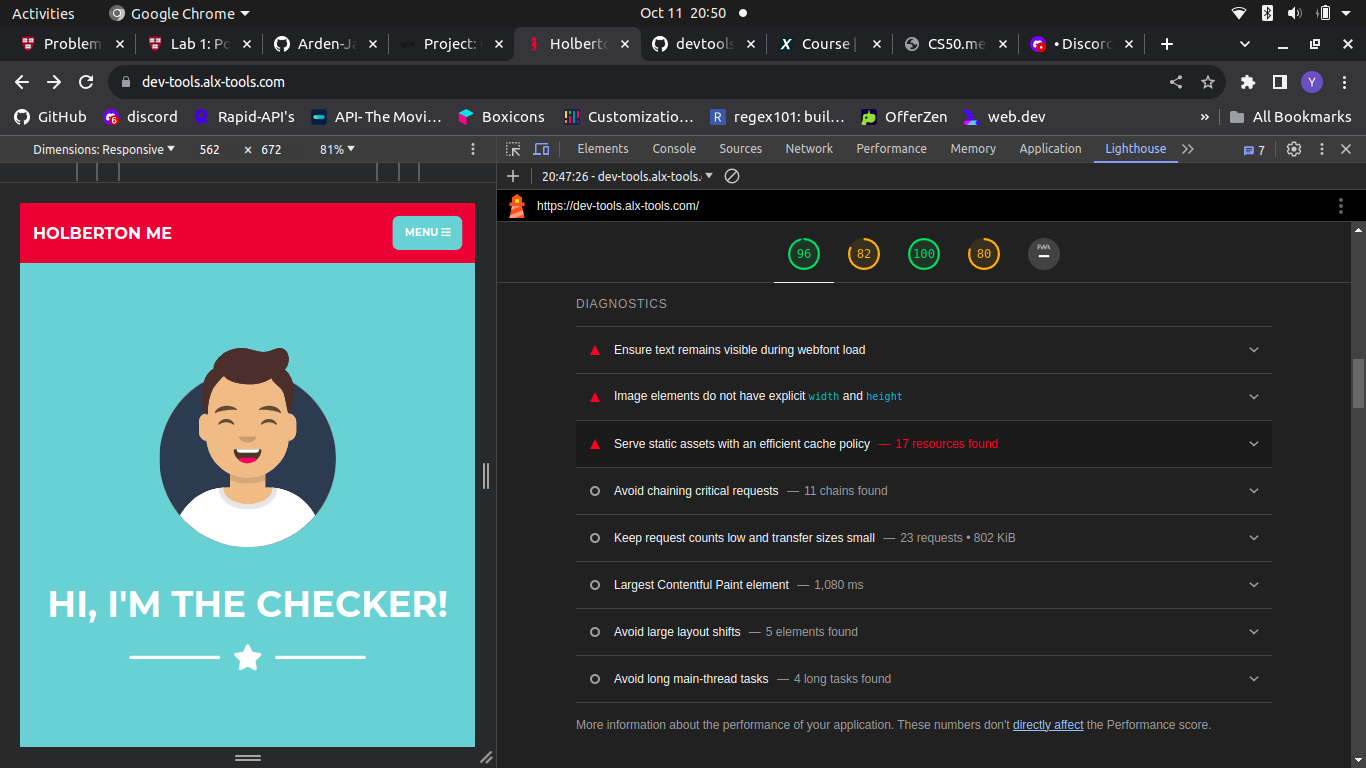 Activities Google Chrome Oct 11 20:50
Problem Lab 1: Po Arden-Ja Project: Holberto devtools Course | CS50.me • Discord
dev-tools.alx-tools.com Y
GitHub discord Rapid-API's API- The Movi... Boxicons Customizatio... regex101: buil... OfferZen web.dev » All Bookmarks
Dimensions: Responsive 562 × 672 81% Elements Console Sources Network Performance Memory Application Lighthouse 7
20:47:26 - dev-tools.alx-tools.
https://dev-tools.alx-tools.com/
HOLBERTON ME MENU
96 82 100 80 PWA
DIAGNOSTICS
Ensure text remains visible during webfont load
Image elements do not have explicit width and height
Serve static assets with an efficient cache policy — 17 resources found
Avoid chaining critical requests — 11 chains found
Keep request counts low and transfer sizes small — 23 requests • 802 KiB
Largest Contentful Paint element — 1,080 ms
Avoid large layout shifts — 5 elements found
Avoid long main-thread tasks — 4 long tasks found
More information about the performance of your application. These numbers don't directly affect the Performance score.
HI, I'M THE CHECKER!